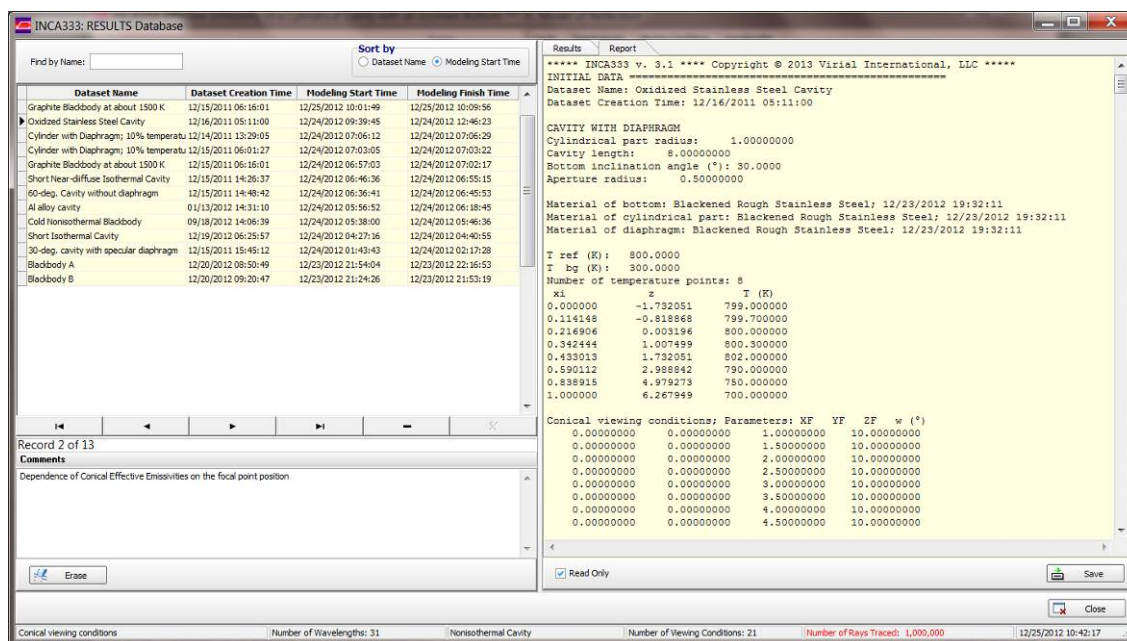 INCA333: RESULTS Database
Find by Name:
Sort by
Dataset Name Modeling Start Time
Dataset Name Dataset Creation Time Modeling Start Time Modeling Finish Time
Graphite Blackbody at about 1500 K 12/15/2011 06:16:01 12/25/2012 10:01:49 12/25/2012 10:09:56
Oxidized Stainless Steel Cavity 12/16/2011 05:11:00 12/24/2012 09:39:45 12/24/2012 12:46:23
Cylinder with Diaphragm; 10% temperatu 12/14/2011 13:29:05 12/24/2012 07:06:12 12/24/2012 07:06:29
Cylinder with Diaphragm; 10% temperatu 12/15/2011 06:01:27 12/24/2012 07:03:05 12/24/2012 07:03:22
Graphite Blackbody at about 1500 K 12/15/2011 06:16:01 12/24/2012 06:57:03 12/24/2012 07:02:17
Short Near-diffuse Isothermal Cavity 12/15/2011 14:26:37 12/24/2012 06:46:36 12/24/2012 06:55:15
60-deg. Cavity without diaphragm 12/15/2011 14:48:42 12/24/2012 06:36:41 12/24/2012 06:45:53
Al alloy cavity 01/13/2012 14:31:10 12/24/2012 05:56:52 12/24/2012 06:18:45
Cold Nonisothermal Blackbody 09/18/2012 14:06:39 12/24/2012 05:38:00 12/24/2012 05:46:36
Short Isothermal Cavity 12/19/2012 06:25:57 12/24/2012 04:27:16 12/24/2012 04:40:55
30-deg. cavity with specular diaphragm 12/15/2011 15:45:12 12/24/2012 01:43:43 12/24/2012 02:17:28
Blackbody A 12/20/2012 08:50:49 12/23/2012 21:54:04 12/23/2012 22:16:53
Blackbody B 12/20/2012 09:20:47 12/23/2012 21:24:26 12/23/2012 21:53:19
Record 2 of 13
Comments
Dependence of Conical Effective Emissivities on the focal point position
Erase
Results Report
***** INCA333 v. 3.1 **** Copyright © 2013 Virial International, LLC *****
INITIAL DATA ==================================================
Dataset Name: Oxidized Stainless Steel Cavity
Dataset Creation Time: 12/16/2011 05:11:00
CAVITY WITH DIAPHRAGM
Cylindrical part radius: 1.00000000
Cavity length: 8.00000000
Bottom inclination angle (°): 30.0000
Aperture radius: 0.50000000
Material of bottom: Blackened Rough Stainless Steel; 12/23/2012 19:32:11
Material of cylindrical part: Blackened Rough Stainless Steel; 12/23/2012 19:32:11
Material of diaphragm: Blackened Rough Stainless Steel; 12/23/2012 19:32:11
T ref (K): 800.0000
T bg (K): 300.0000
Number of temperature points: 8
xi z T (K)
0.000000 -1.732051 799.000000
0.114148 -0.818868 799.700000
0.216906 0.003196 800.000000
0.342444 1.007499 800.300000
0.433013 1.732051 802.000000
0.590112 2.988842 790.000000
0.838915 4.979273 750.000000
1.000000 6.267949 700.000000
Conical viewing conditions; Parameters: XF YF ZF w (°)
0.00000000 0.00000000 1.00000000 10.00000000
0.00000000 0.00000000 1.50000000 10.00000000
0.00000000 0.00000000 2.00000000 10.00000000
0.00000000 0.00000000 2.50000000 10.00000000
0.00000000 0.00000000 3.00000000 10.00000000
0.00000000 0.00000000 3.50000000 10.00000000
0.00000000 0.00000000 4.00000000 10.00000000
0.00000000 0.00000000 4.50000000 10.00000000
Read Only
Save
Close
Conical viewing conditions Number of Wavelengths: 31 Nonisothermal Cavity Number of Viewing Conditions: 21 Number of Rays Traced: 1,000,000 12/25/2012 10:42:17